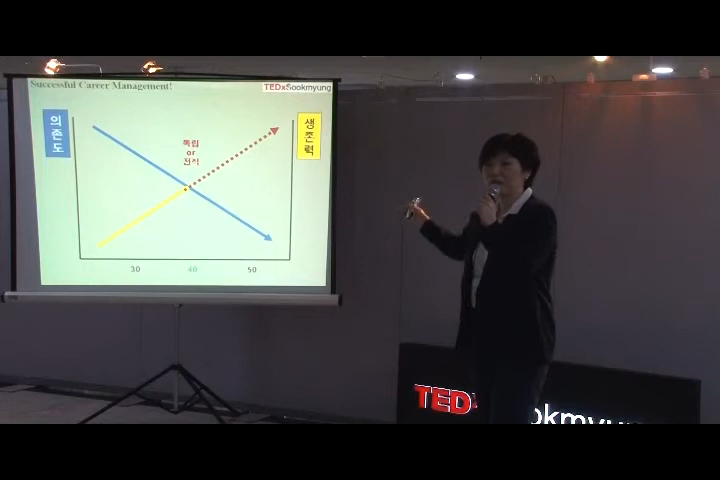 Successful Career Management!
TEDxSookmyung
의존도
생존력
독립
or
전직
30
40
50
TEDx
ookmyun